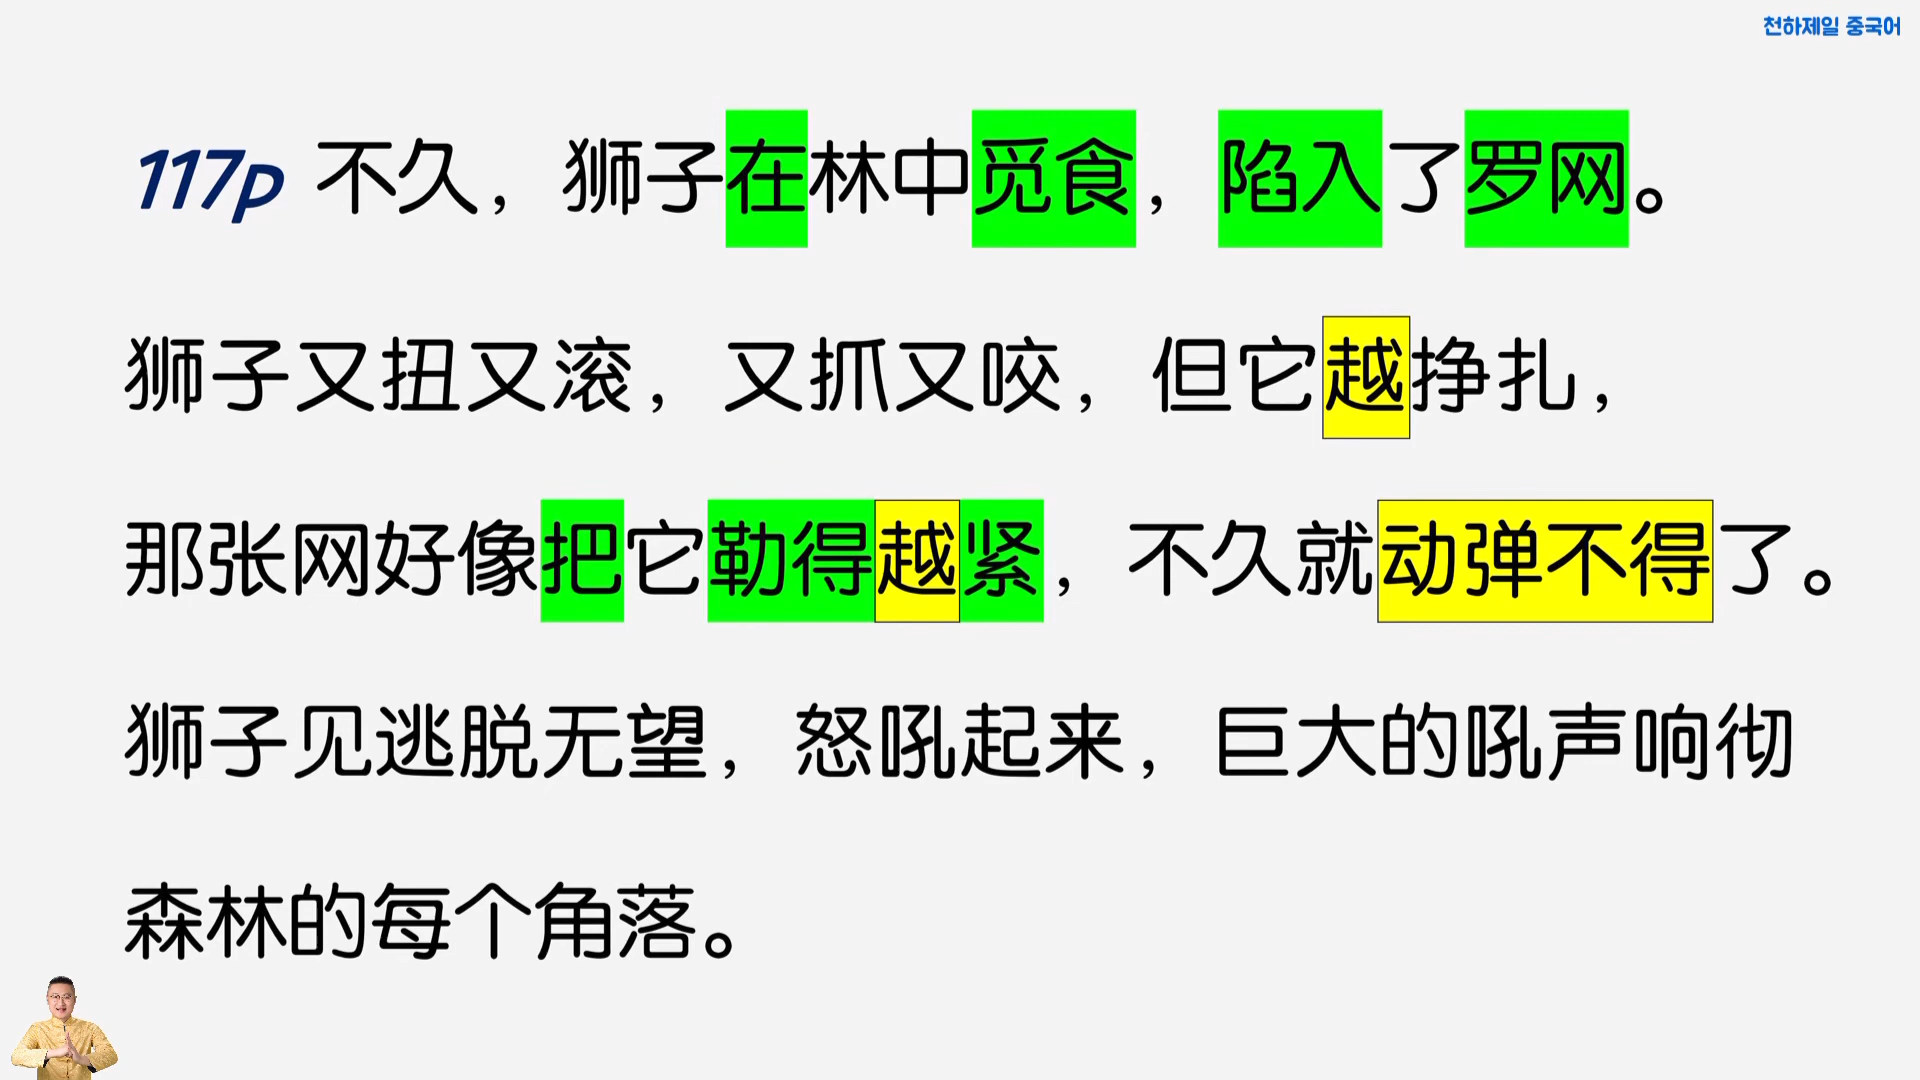 천하제일 중국어
117p 不久，狮子在林中觅食，陷入了罗网。
狮子又扭又滚，又抓又咬，但它越挣扎，
那张网好像把它勒得越紧，不久就动弹不得了。
狮子见逃脱无望，怒吼起来，巨大的吼声响彻
森林的每个角落。